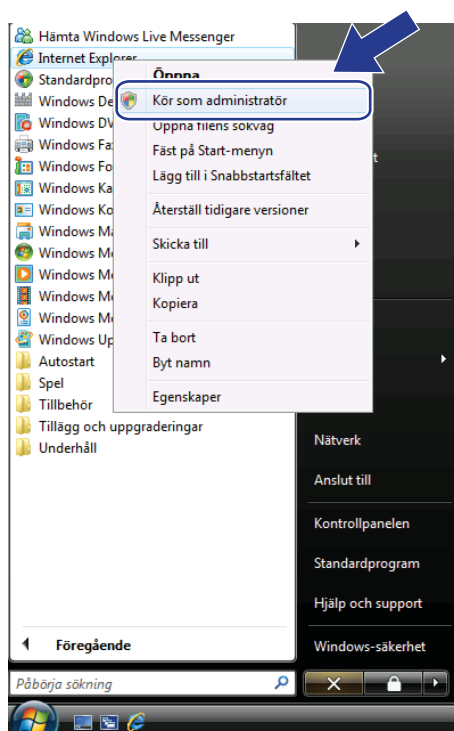 Hämta Windows Live Messenger
Internet Explorer
Standardpro
Windows De
Windows DV
Windows Fa
Windows Fo
Windows Ka
Windows Ko
Windows Ma
Windows Me
Windows Me
Windows Mo
Windows Mo
Windows Up
Autostart
Spel
Tillbehör
Tillägg och uppgraderingar
Underhåll
Föregående
Påbörja sökning
Öppna
Kör som administratör
Öppna filens sökväg
Fäst på Start-menyn
Lägg till i Snabbstartsfältet
Återställ tidigare versioner
Skicka till
Klipp ut
Kopiera
Ta bort
Byt namn
Egenskaper
Nätverk
Anslut till
Kontrollpanelen
Standardprogram
Hjälp och support
Windows-säkerhet